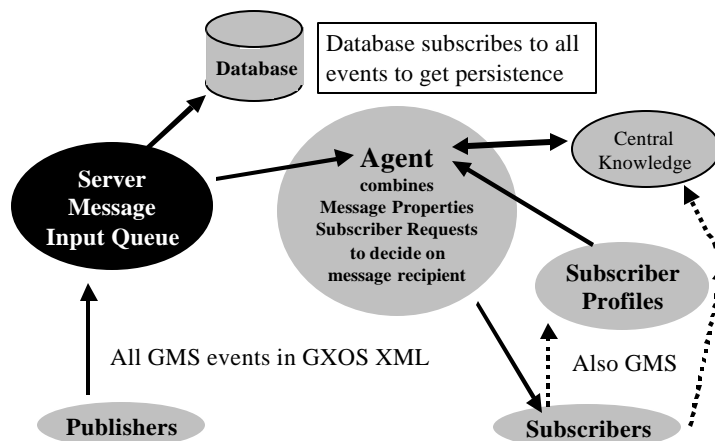 Database
Database subscribes to all
events to get persistence
Server
Message
Input Queue
Agent
combines
Message Properties
Subscriber Requests
to decide on
message recipient
Central
Knowledge
Subscriber
Profiles
All GMS events in GXOS XML
Also GMS
Publishers
Subscribers